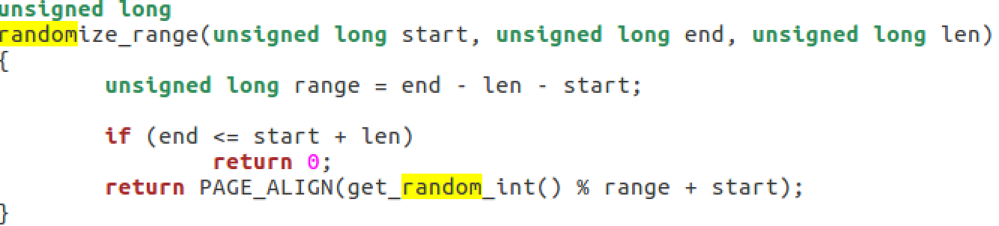 unsigned long
randomize_range(unsigned long start, unsigned long end, unsigned long len)
{
unsigned long range = end - len - start;
if (end <= start + len)
return 0;
return PAGE_ALIGN(get_random_int() % range + start);
}